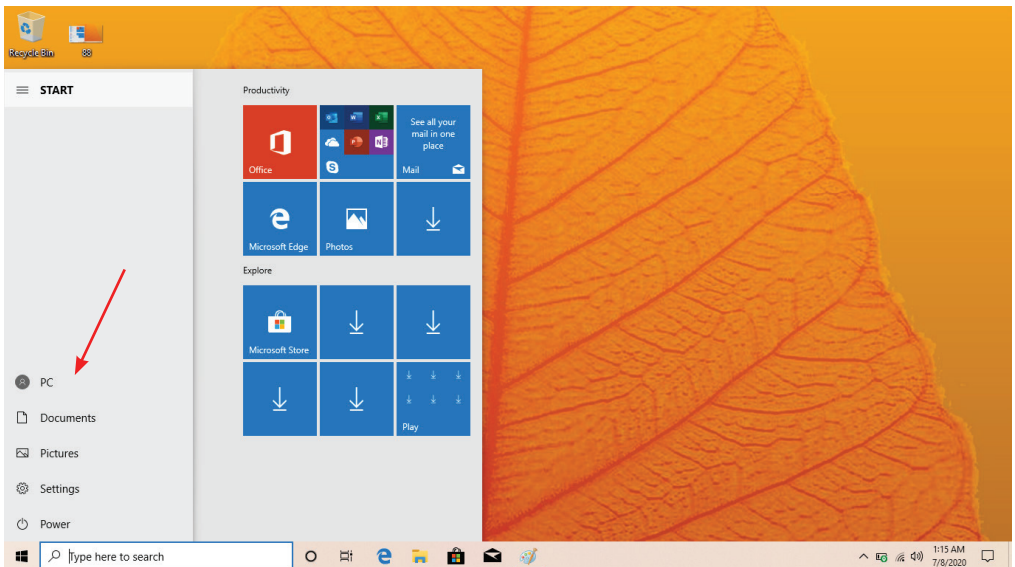 Recycle Bin
88
START
Productivity
Office
See all your
mail in one
place
Mail
Microsoft Edge
Photos
Explore
Microsoft Store
Play
PC
Documents
Pictures
Settings
Power
Type here to search
1:15 AM
7/8/2020